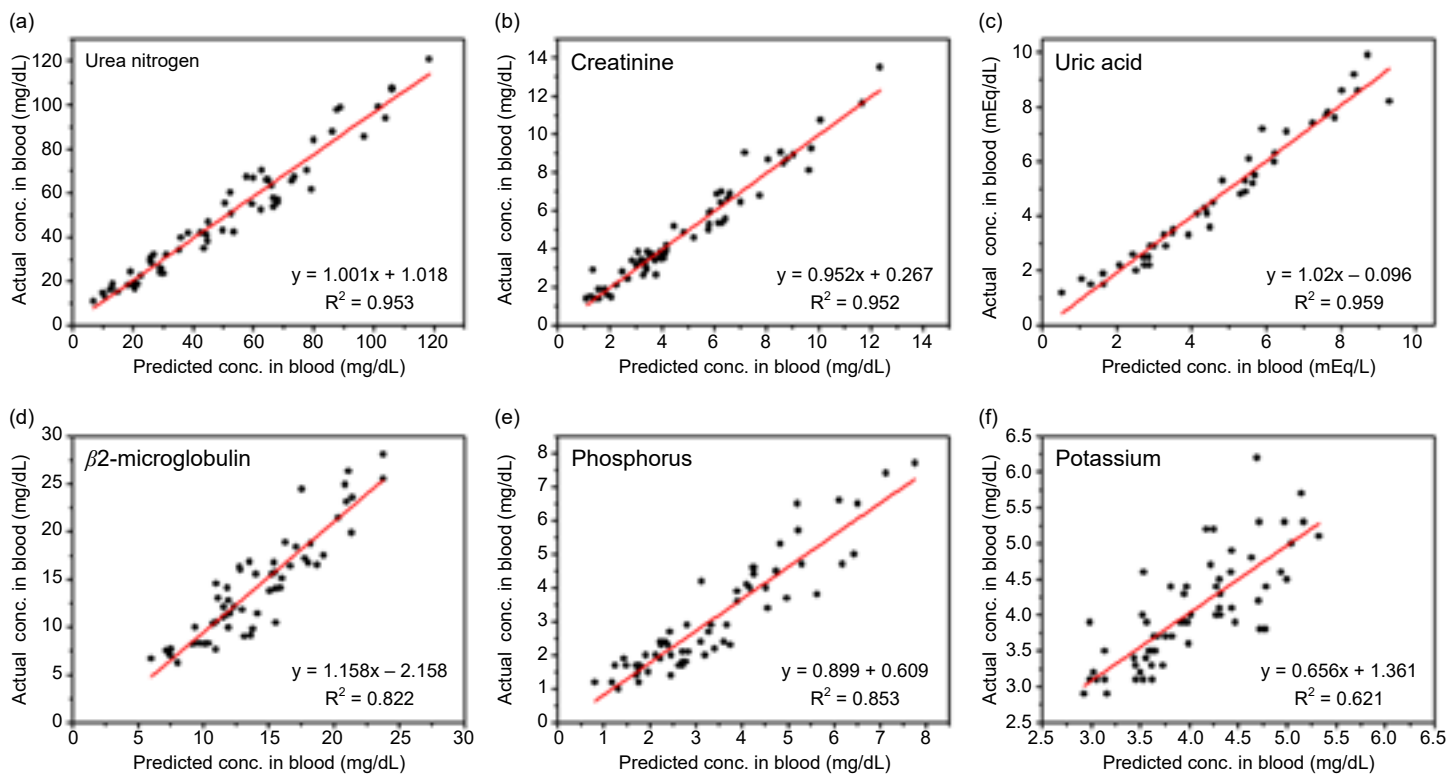 (a)
Urea nitrogen
Actual conc. in blood (mg/dL)
120
100
80
60
40
20
0
y = 1.001x + 1.018
R² = 0.953
0 20 40 60 80 100 120
Predicted conc. in blood (mg/dL)
(b)
Creatinine
Actual conc. in blood (mg/dL)
14
12
10
8
6
4
2
0
y = 0.952x + 0.267
R² = 0.952
0 2 4 6 8 10 12 14
Predicted conc. in blood (mg/dL)
(c)
Uric acid
Actual conc. in blood (mEq/dL)
10
8
6
4
2
0
y = 1.02x – 0.096
R² = 0.959
0 2 4 6 8 10
Predicted conc. in blood (mEq/L)
(d)
β2-microglobulin
Actual conc. in blood (mg/dL)
30
25
20
15
10
5
0
y = 1.158x – 2.158
R² = 0.822
0 5 10 15 20 25 30
Predicted conc. in blood (mg/dL)
(e)
Phosphorus
Actual conc. in blood (mg/dL)
8
7
6
5
4
3
2
1
0
y = 0.899 + 0.609
R² = 0.853
0 1 2 3 4 5 6 7 8
Predicted conc. in blood (mg/dL)
(f)
Potassium
Actual conc. in blood (mg/dL)
6.5
6.0
5.5
5.0
4.5
4.0
3.5
3.0
2.5
y = 0.656x + 1.361
R² = 0.621
2.5 3.0 3.5 4.0 4.5 5.0 5.5 6.0 6.5
Predicted conc. in blood (mg/dL)